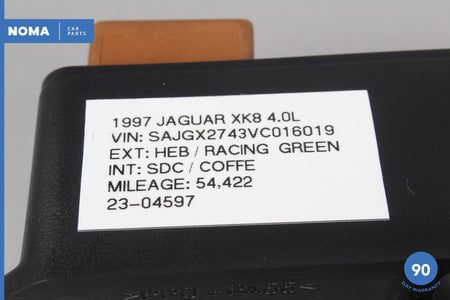 NOMA CAR PARTS
1997 JAGUAR XK8 4.0L
VIN: SAJGX2743VC016019
EXT: HEB / RACING GREEN
INT: SDC / COFFE
MILEAGE: 54,422
23-04597
90
DAY WARRANTY